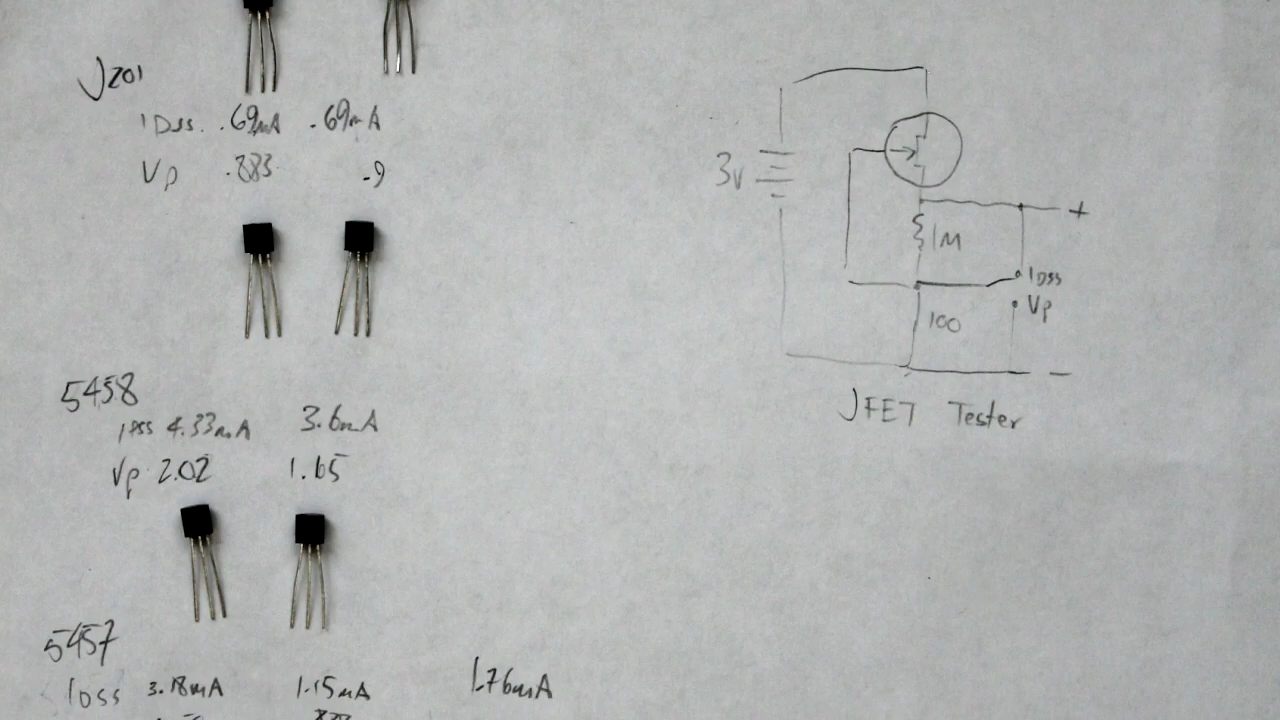 J201
IDss .69mA .69mA
Vp .883 .9
5458
IDSS 4.33mA 3.6mA
Vp 2.02 1.65
5457
IDSS 3.18mA 1.15mA 1.76mA
3v
+
1M
IDSS
Vp
100
-
JFET Tester